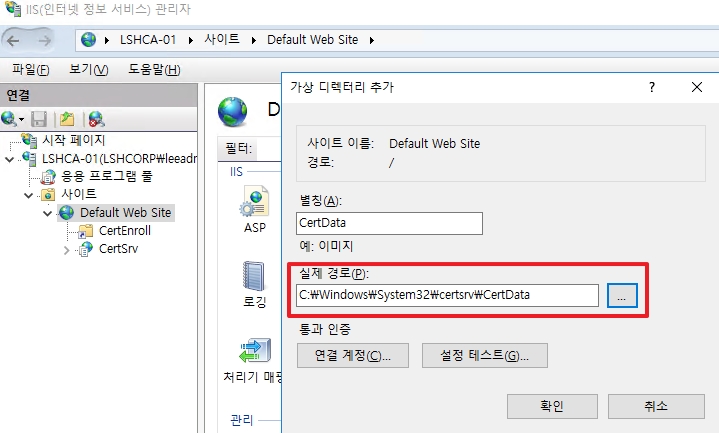 IIS(인터넷 정보 서비스) 관리자
LSHCA-01 ▸ 사이트 ▸ Default Web Site ▸
파일(F) 보기(V) 도움말(H)
연결
시작 페이지
LSHCA-01(LSHCORP₩leeadr
응용 프로그램 풀
사이트
Default Web Site
CertEnroll
CertSrv
D
필터:
IIS
ASP
로깅
처리기 매핑
관리
가상 디렉터리 추가
사이트 이름: Default Web Site
경로: /
별칭(A):
CertData
예: 이미지
실제 경로(P):
C:₩Windows₩System32₩certsrv₩CertData
...
통과 인증
연결 계정(C)...
설정 테스트(G)...
확인
취소